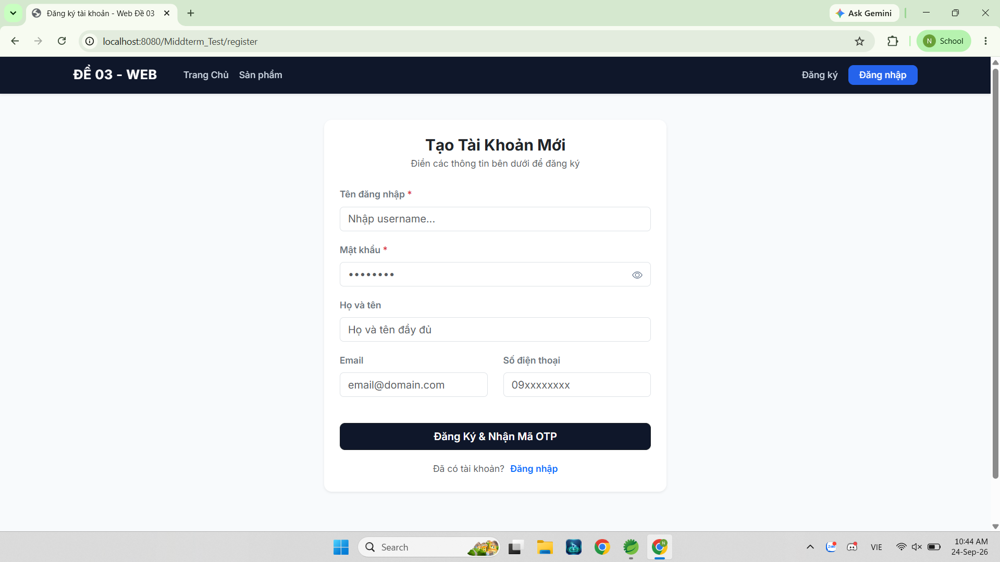 Đăng ký tài khoản - Web Đề 03
Ask Gemini
localhost:8080/Middterm_Test/register
N School
ĐỀ 03 - WEB Trang Chủ Sản phẩm Đăng ký Đăng nhập
Tạo Tài Khoản Mới
Điền các thông tin bên dưới để đăng ký
Tên đăng nhập *
Nhập username...
Mật khẩu *
••••••••
Họ và tên
Họ và tên đầy đủ
Email Số điện thoại
email@domain.com 09xxxxxxxx
Đăng Ký & Nhận Mã OTP
Đã có tài khoản? Đăng nhập
Search
N
Zalo
VIE
10:44 AM
24-Sep-26